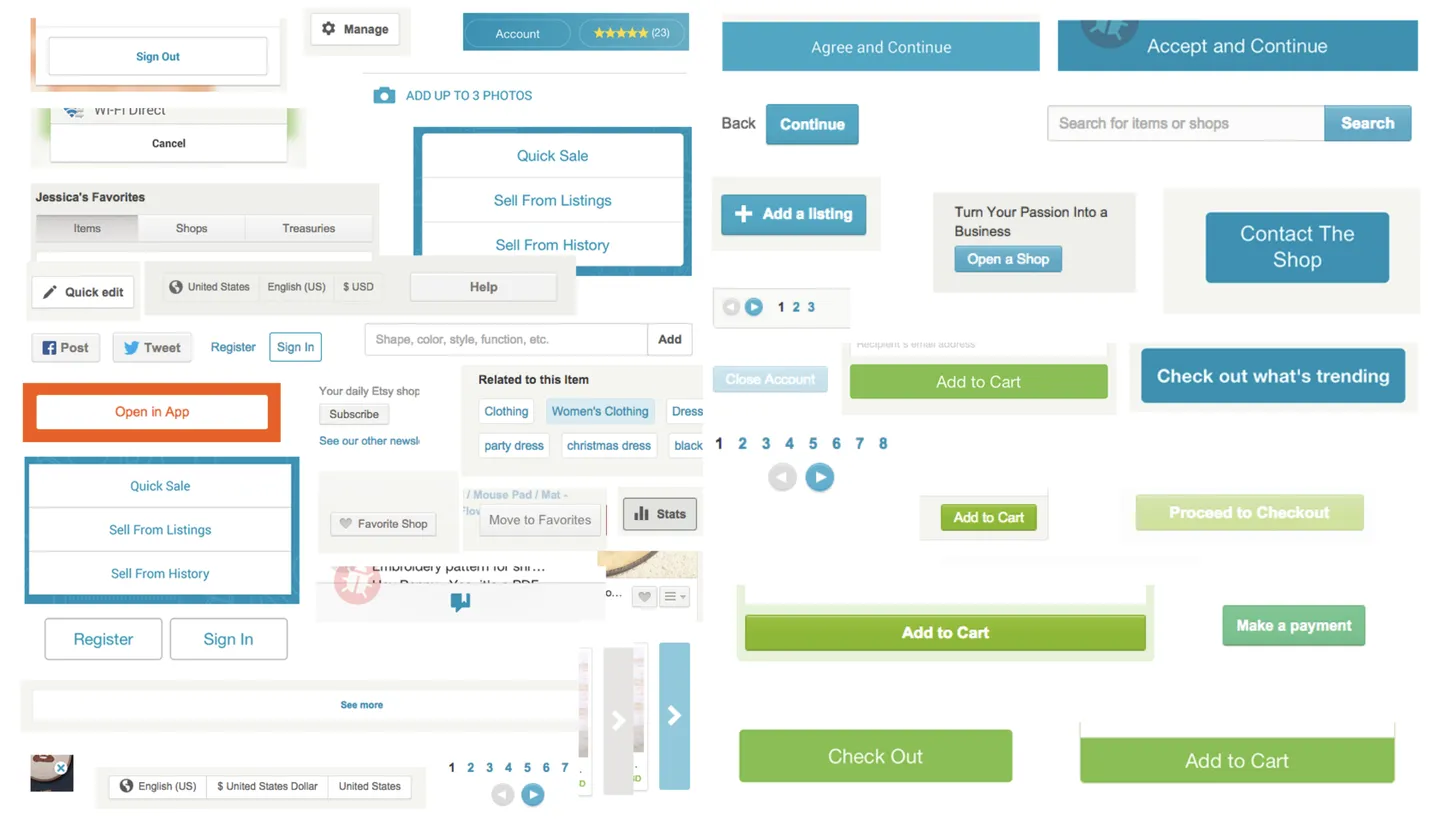 Sign Out
Manage
Account
(23)
Wi-Fi Direct
Cancel
ADD UP TO 3 PHOTOS
Quick Sale
Sell From Listings
Sell From History
Jessica's Favorites
Items Shops Treasuries
Quick edit
United States English (US) $ USD
Help
Post
Tweet
Register
Sign In
Shape, color, style, function, etc.
Add
Open in App
Your daily Etsy shop
Subscribe
See our other newsl
Related to this Item
Clothing Women's Clothing Dress
party dress christmas dress black
Quick Sale
Sell From Listings
Sell From History
Favorite Shop
/ Mouse Pad / Mat -
Flow
Move to Favorites
Stats
Embroidery pattern for shr...
o...
Register
Sign In
See more
English (US) $ United States Dollar United States
1 2 3 4 5 6 7
D
D
Agree and Continue
Accept and Continue
Back
Continue
Search for items or shops
Search
Add a listing
Turn Your Passion Into a
Business
Open a Shop
Contact The
Shop
1 2 3
Recipient's email address
Close Account
Add to Cart
Check out what's trending
1 2 3 4 5 6 7 8
Add to Cart
Proceed to Checkout
Add to Cart
Make a payment
Check Out
Add to Cart